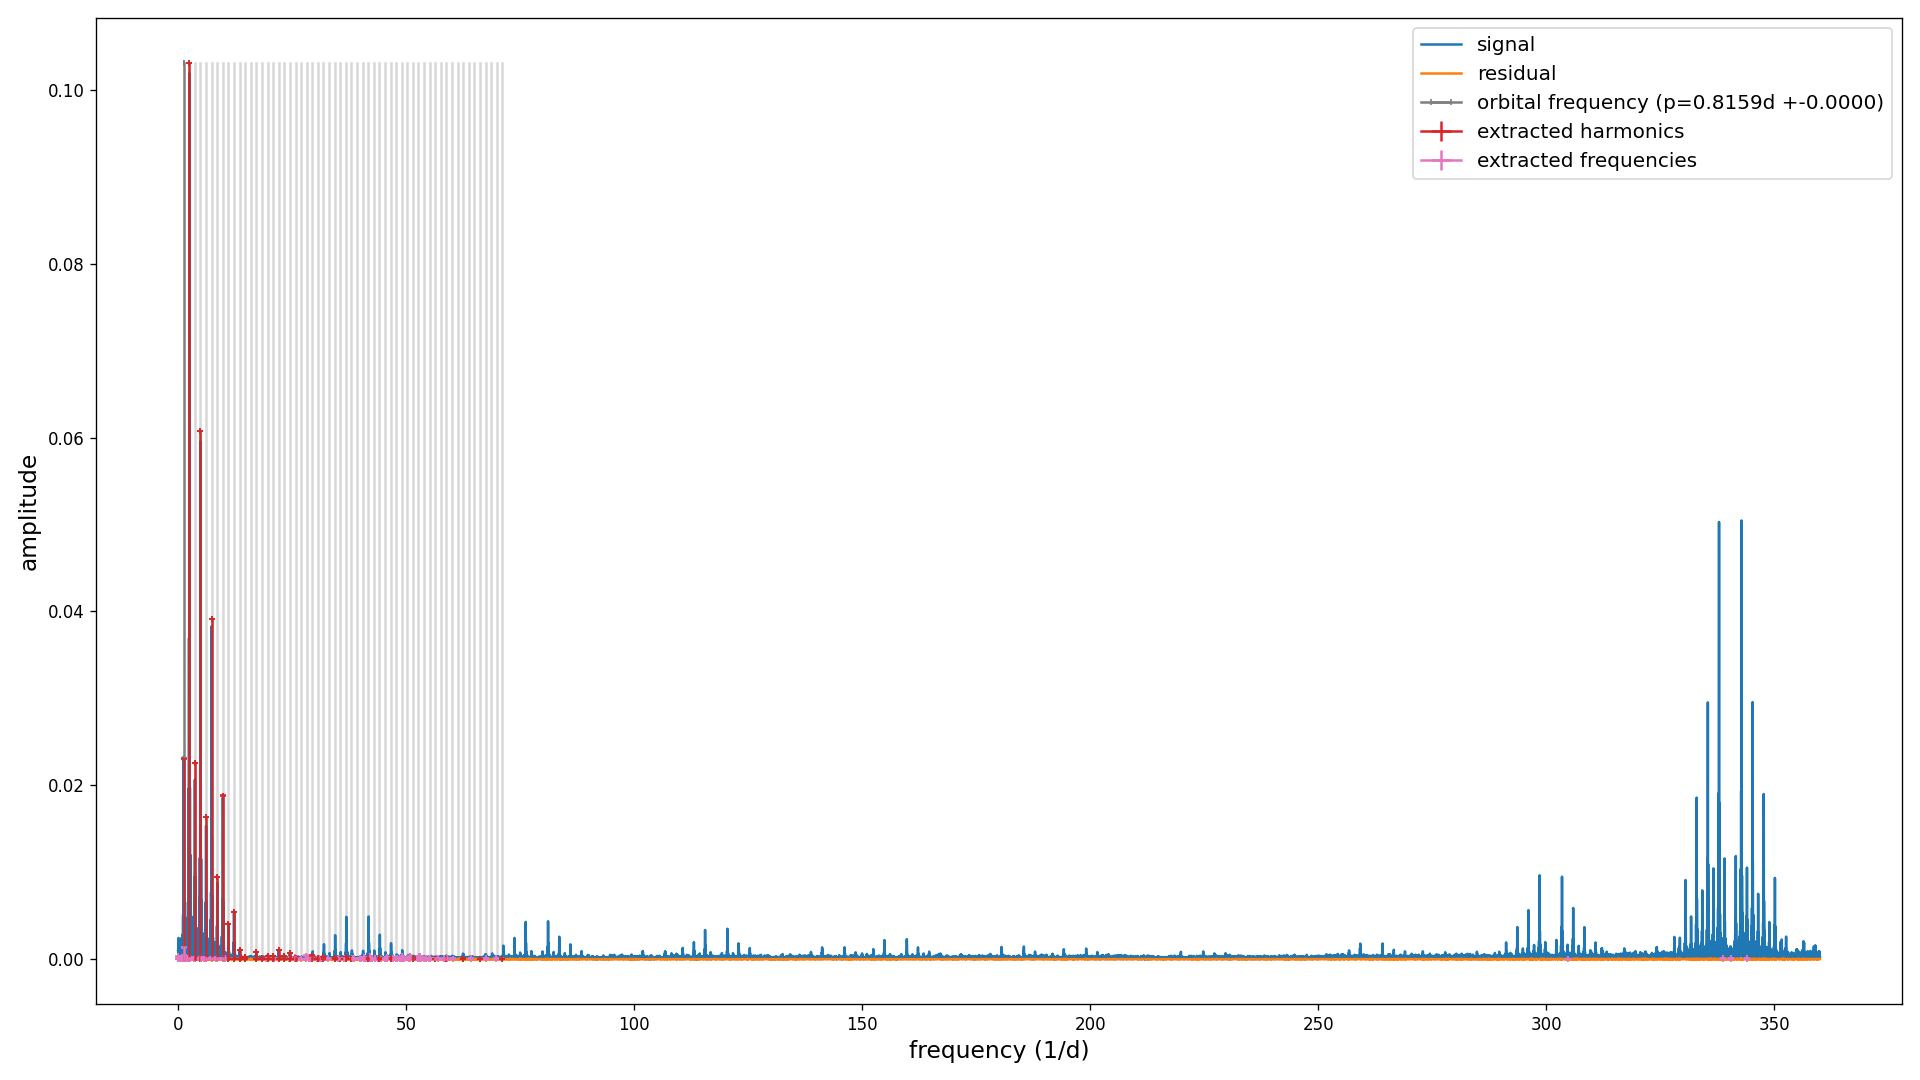 signal
residual
orbital frequency (p=0.8159d +-0.0000)
extracted harmonics
extracted frequencies
0.10
0.08
0.06
0.04
0.02
0.00
amplitude
0 50 100 150 200 250 300 350
frequency (1/d)